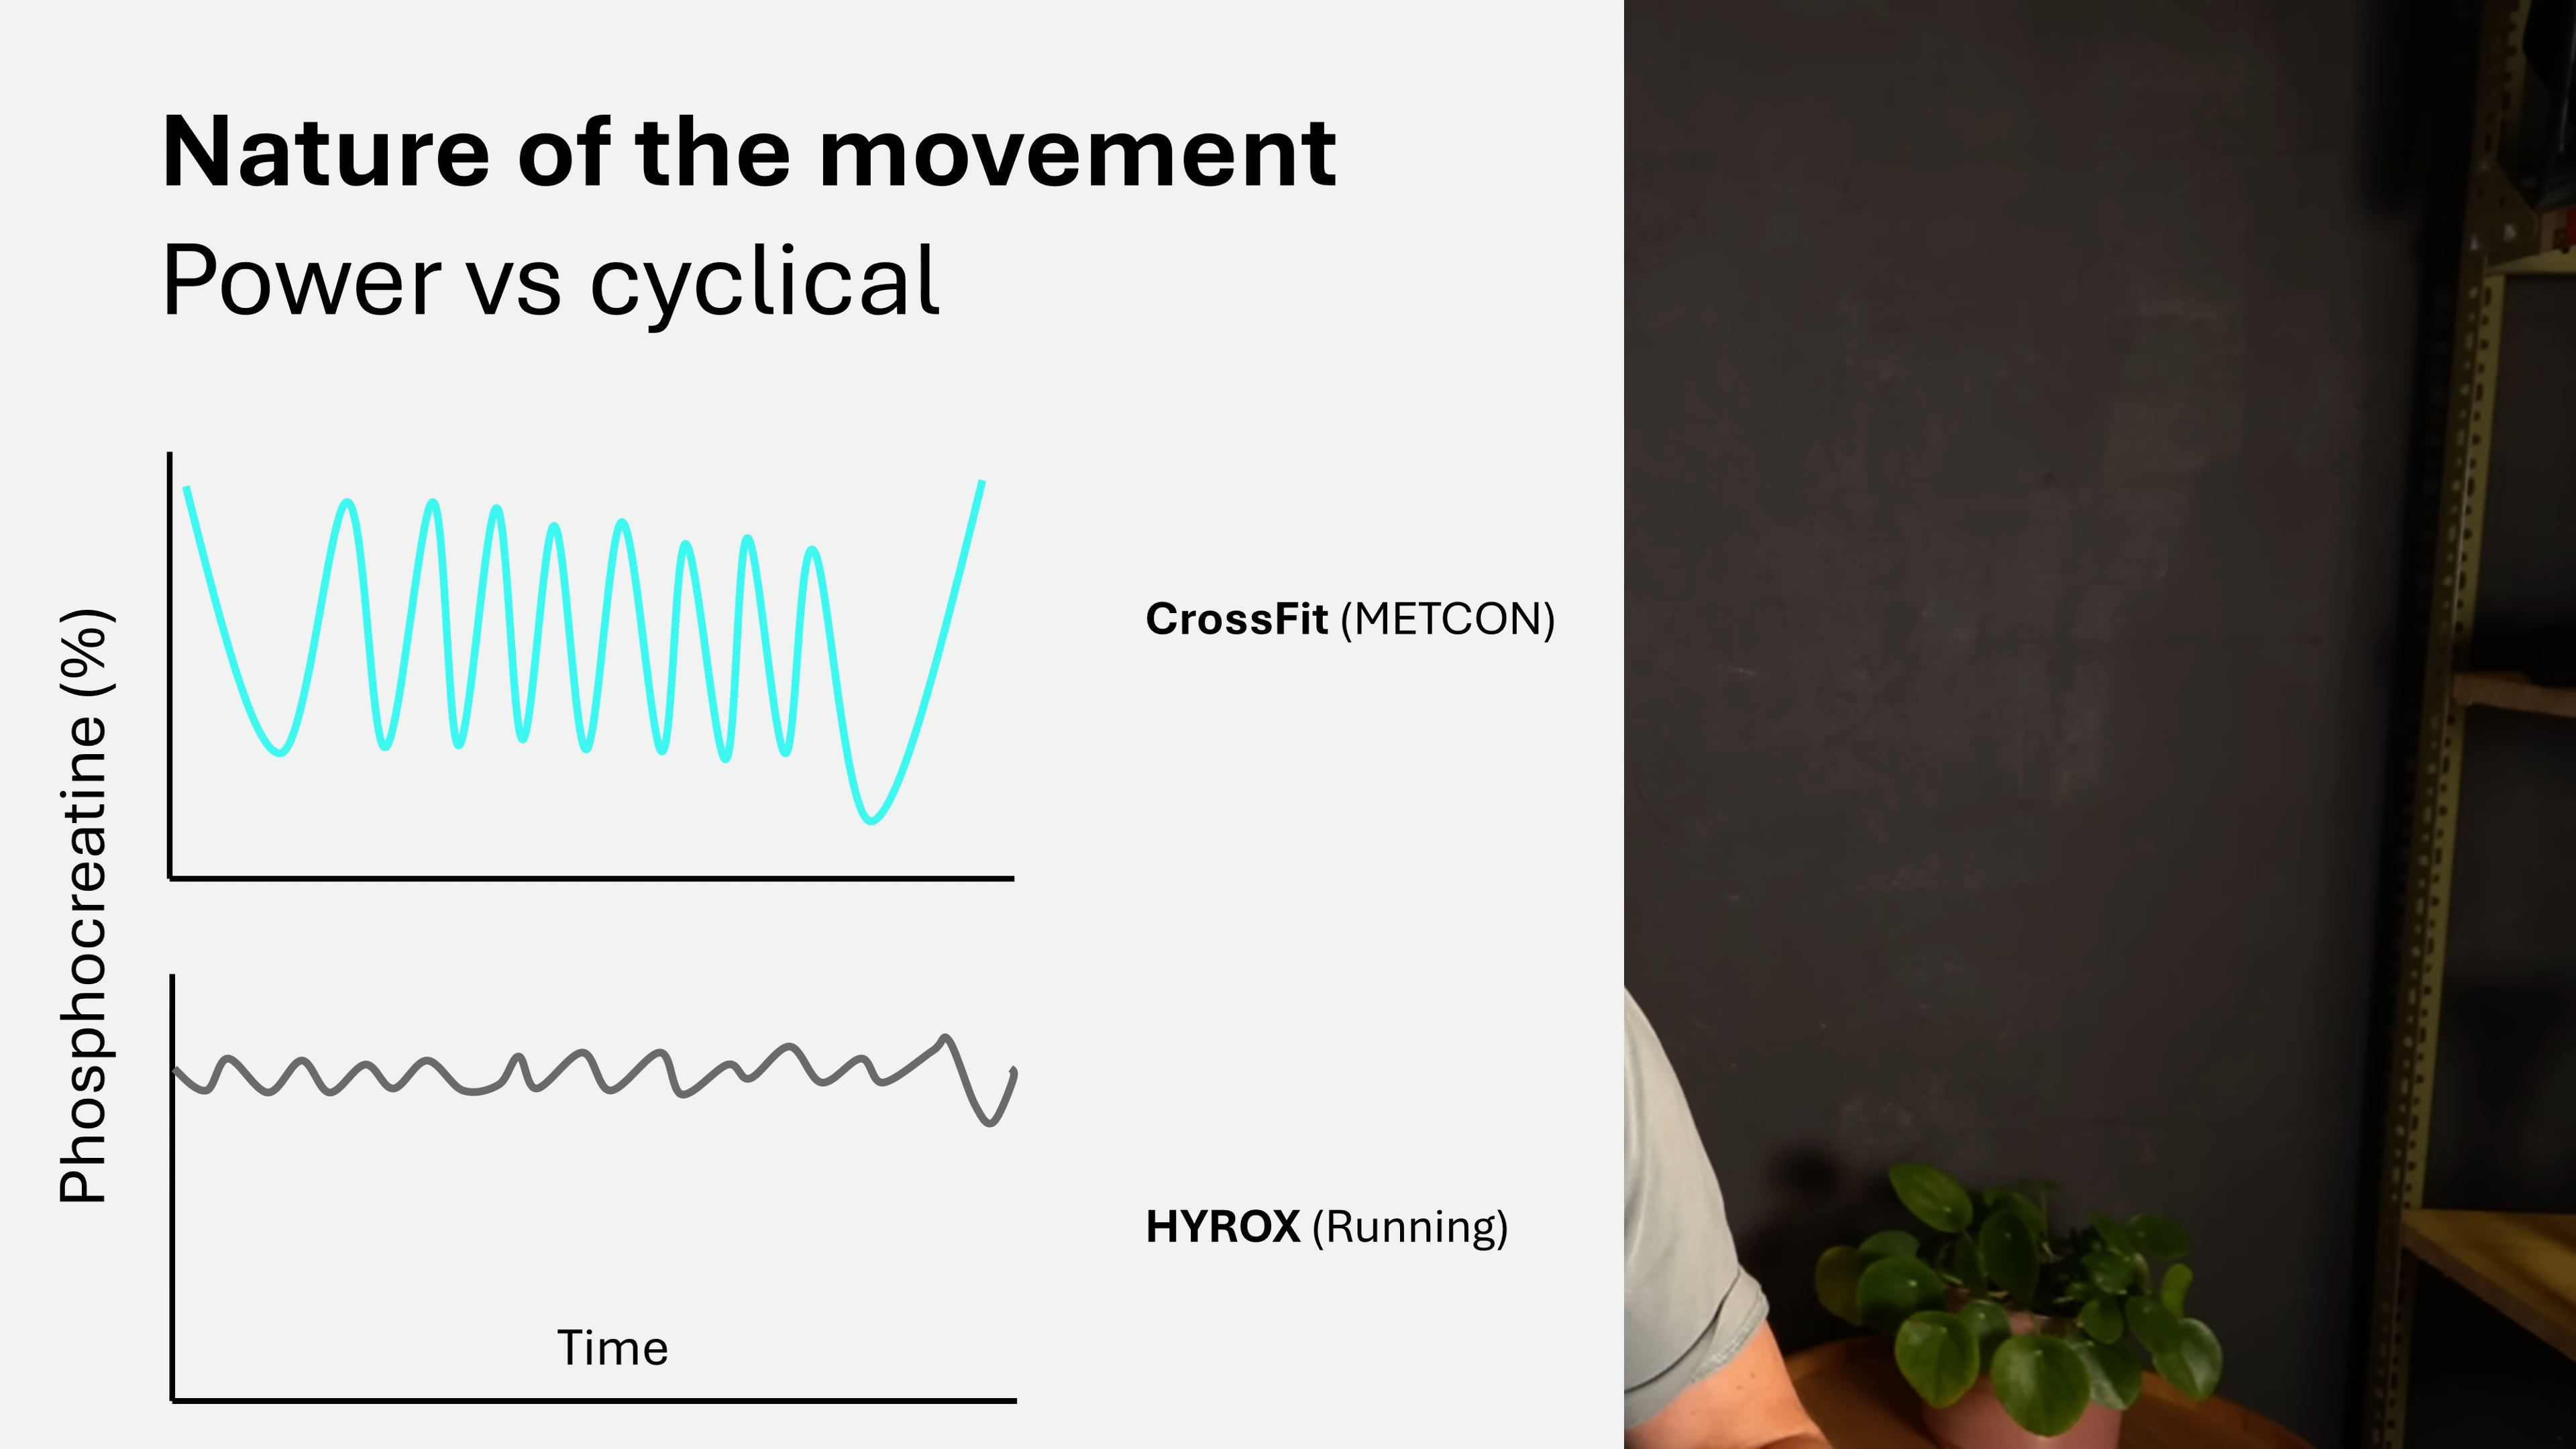 Nature of the movement
Power vs cyclical
Phosphocreatine (%)
CrossFit (METCON)
HYROX (Running)
Time